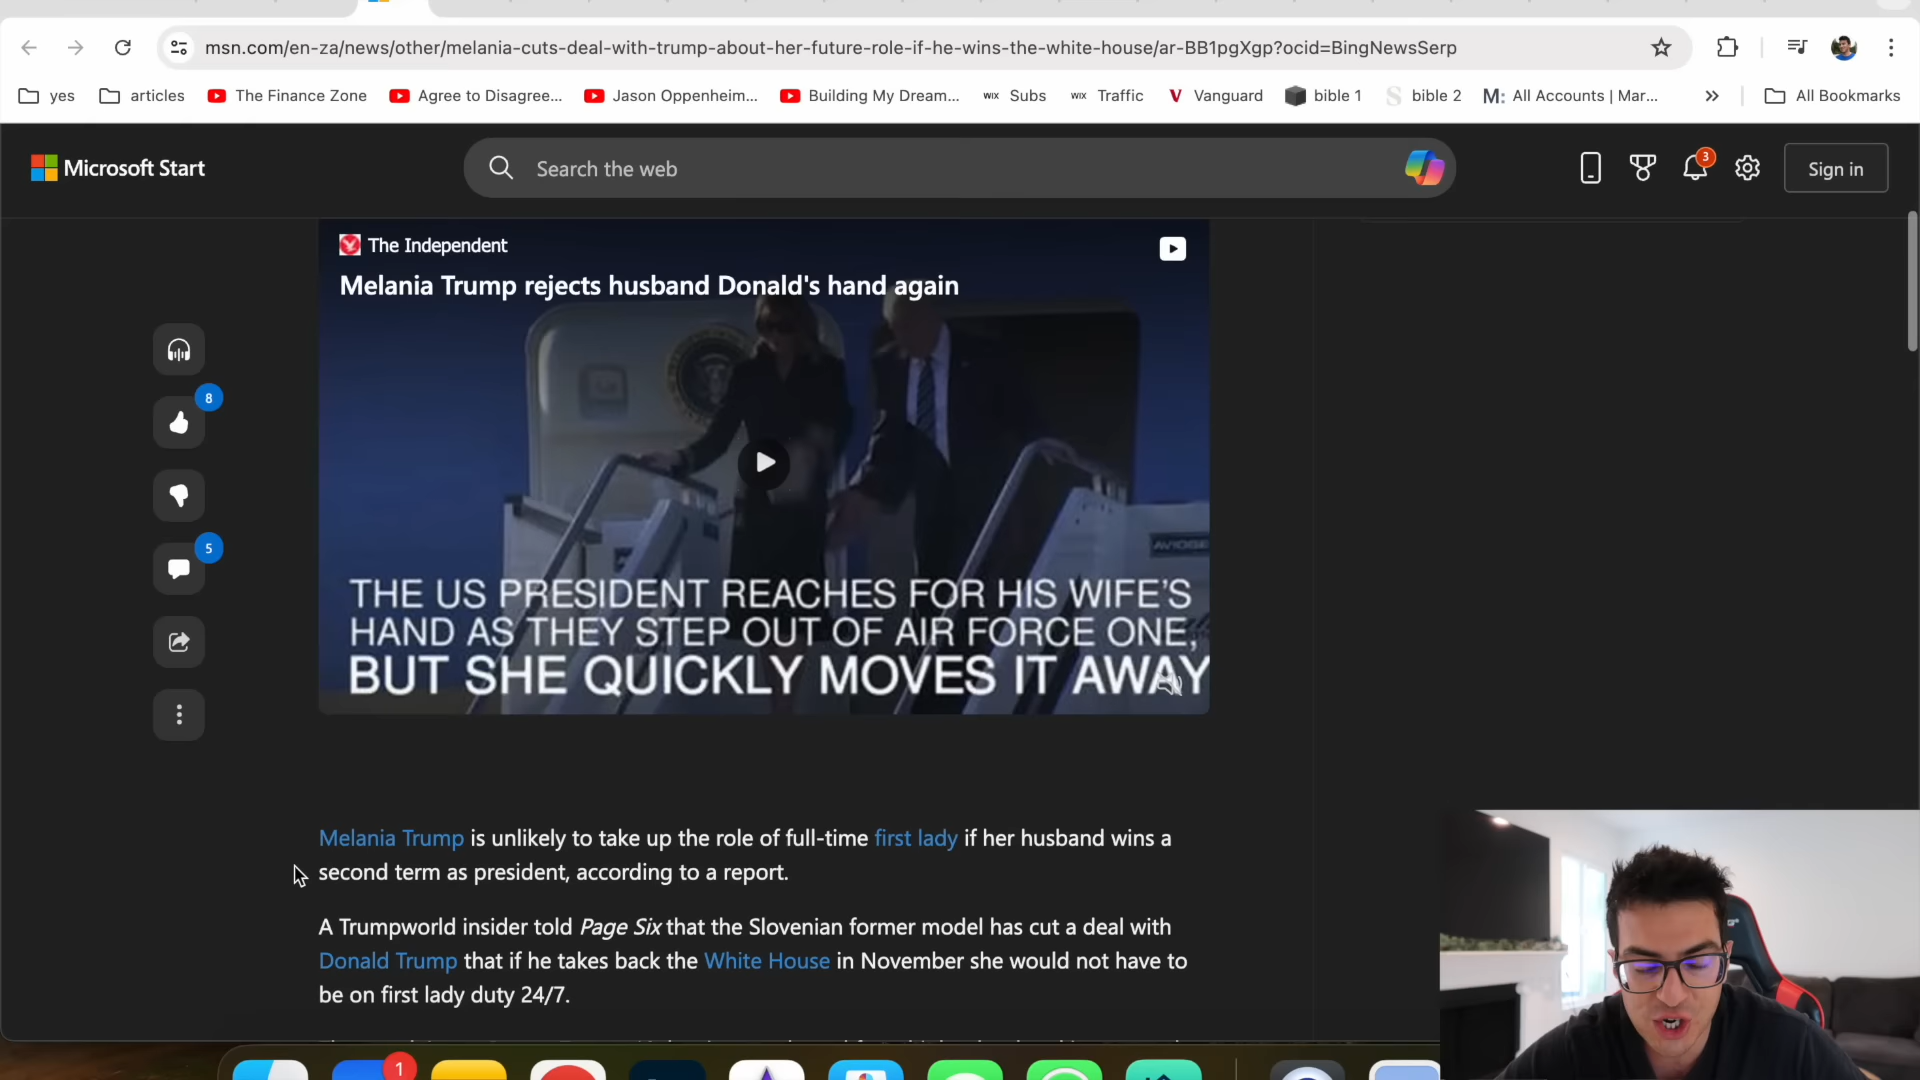 msn.com/en-za/news/other/melania-cuts-deal-with-trump-about-her-future-role-if-he-wins-the-white-house/ar-BB1pgXgp?ocid=BingNewsSerp
yes articles The Finance Zone Agree to Disagree... Jason Oppenheim... Building My Dream... WIX Subs WIX Traffic V Vanguard bible 1 S bible 2 M: All Accounts | Mar... » All Bookmarks
Microsoft Start Search the web 3 Sign in
The Independent
Melania Trump rejects husband Donald's hand again
8
5
THE US PRESIDENT REACHES FOR HIS WIFE'S
HAND AS THEY STEP OUT OF AIR FORCE ONE,
BUT SHE QUICKLY MOVES IT AWAY
Melania Trump is unlikely to take up the role of full-time first lady if her husband wins a
second term as president, according to a report.
A Trumpworld insider told Page Six that the Slovenian former model has cut a deal with
Donald Trump that if he takes back the White House in November she would not have to
be on first lady duty 24/7.
1